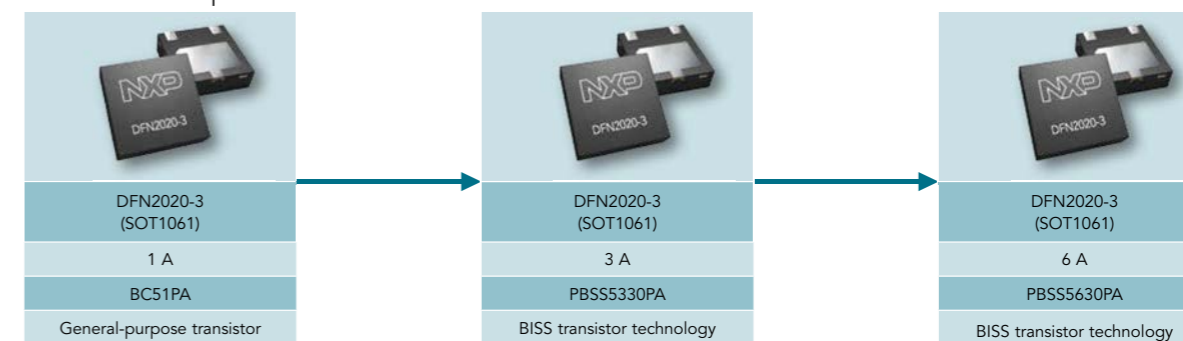 NXP
DFN2020-3
DFN2020-3
(SOT1061)
1 A
BC51PA
General-purpose transistor
NXP
DFN2020-3
DFN2020-3
(SOT1061)
3 A
PBSS5330PA
BISS transistor technology
NXP
DFN2020-3
DFN2020-3
(SOT1061)
6 A
PBSS5630PA
BISS transistor technology